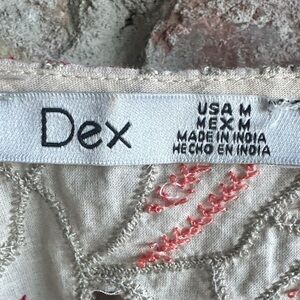 Dex
USA M
MEX M
MADE IN INDIA
HECHO EN INDIA